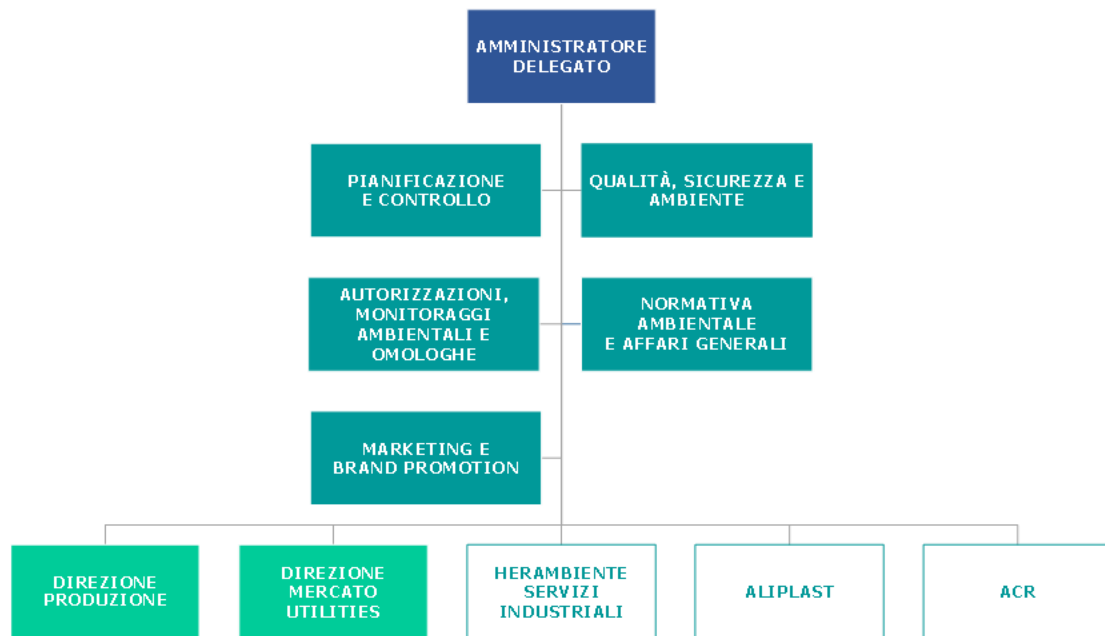 AMMINISTRATORE
DELEGATO
PIANIFICAZIONE
E CONTROLLO
QUALITÀ, SICUREZZA E
AMBIENTE
AUTORIZZAZIONI,
MONITORAGGI
AMBIENTALI E
OMOLOGHE
NORMATIVA
AMBIENTALE
E AFFARI GENERALI
MARKETING E
BRAND PROMOTION
DIREZIONE
PRODUZIONE
DIREZIONE
MERCATO
UTILITIES
HERAMBIENTE
SERVIZI
INDUSTRIALI
ALIPLAST
ACR